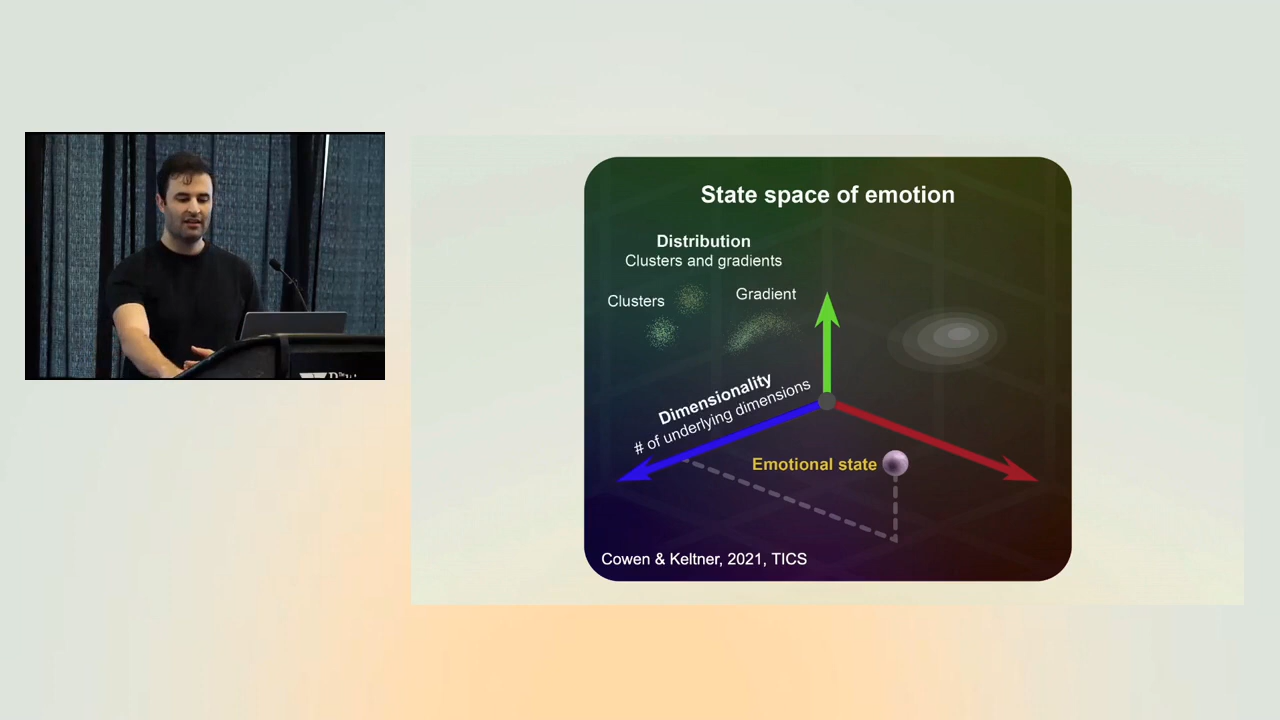 State space of emotion
Distribution
Clusters and gradients
Clusters
Gradient
Dimensionality
# of underlying dimensions
Emotional state
Cowen & Keltner, 2021, TICS